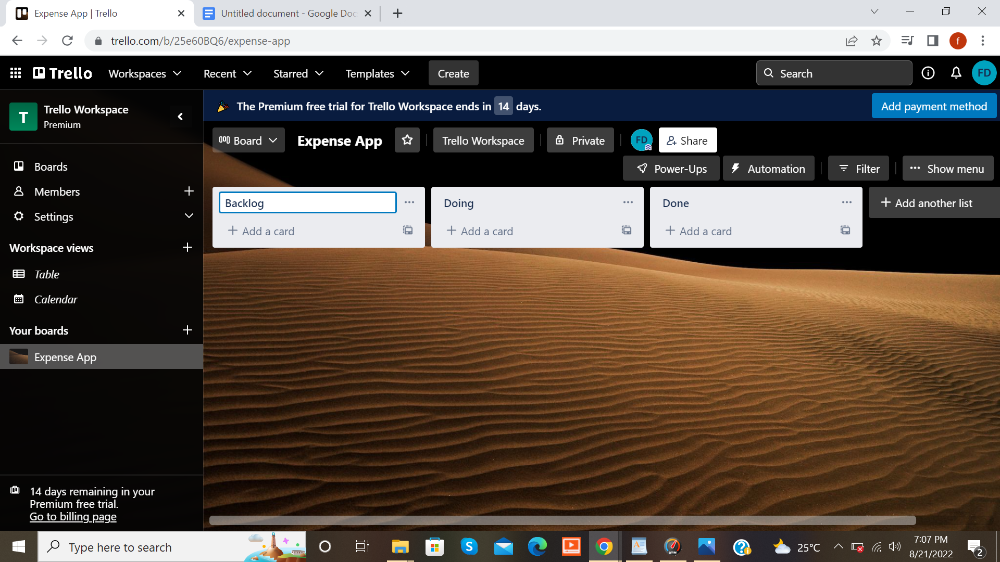 Expense App | Trello
Untitled document - Google Doc
trello.com/b/25e60BQ6/expense-app
f
Trello
Workspaces
Recent
Starred
Templates
Create
Search
FD
T
Trello Workspace
Premium
The Premium free trial for Trello Workspace ends in 14 days.
Add payment method
Board
Expense App
Trello Workspace
Private
FD
Share
Power-Ups
Automation
Filter
Show menu
Boards
Members
Settings
Workspace views
Table
Calendar
Your boards
Expense App
Backlog
Add a card
Doing
Add a card
Done
Add a card
Add another list
14 days remaining in your
Premium free trial.
Go to billing page
Type here to search
S
WPM
25°C
7:07 PM
8/21/2022
2